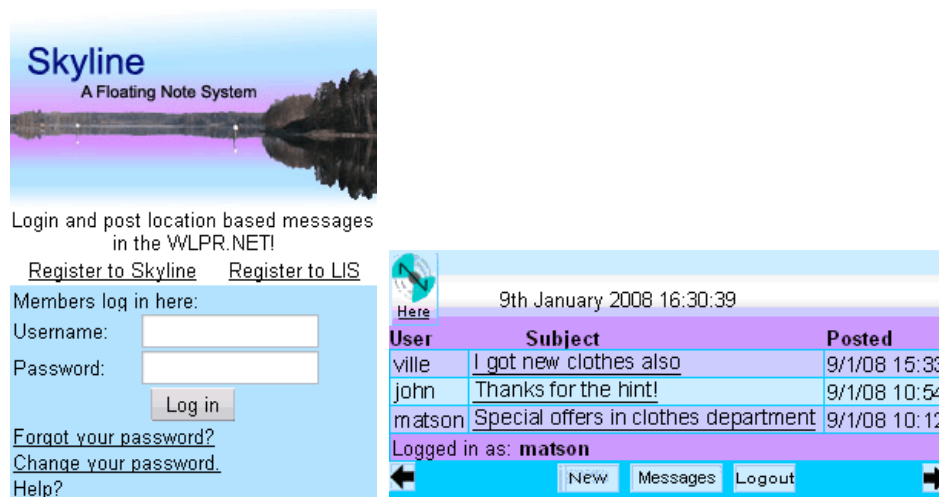 Skyline
A Floating Note System
Login and post location based messages
in the WLPR.NET!
Register to Skyline Register to LIS
Members log in here:
Username:
Password:
Log in
Forgot your password?
Change your password.
Help?
Here
9th January 2008 16:30:39
User Subject Posted
ville I got new clothes also 9/1/08 15:33
john Thanks for the hint! 9/1/08 10:54
matson Special offers in clothes department 9/1/08 10:12
Logged in as: matson
New Messages Logout